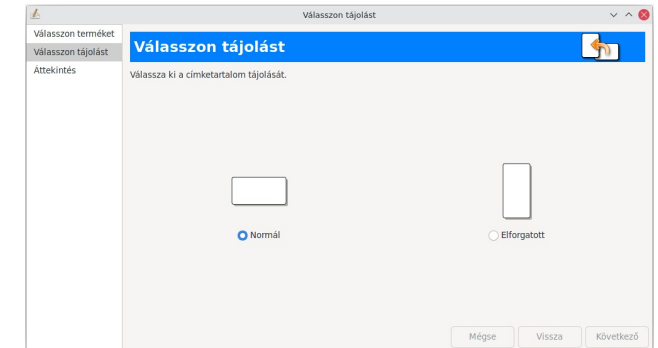 Válasszon tájolást
Válasszon terméket
Válasszon tájolást
Áttekintés
Válasszon tájolást
Válassza ki a címketartalom tájolását.
Normál
Elforgatott
Mégse
Vissza
Következő